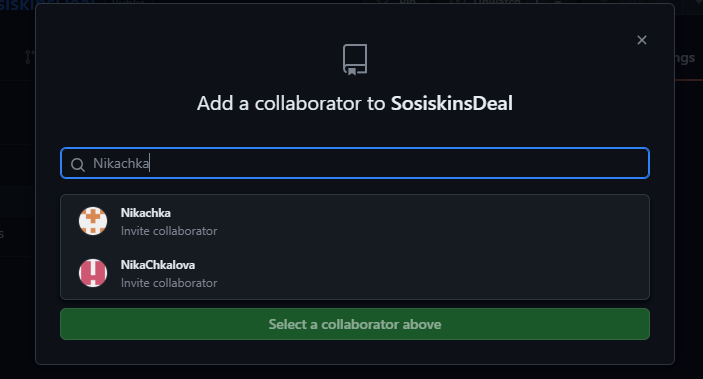 Add a collaborator to SosiskinsDeal
Nikachka
Nikachka
Invite collaborator
NikaChkalova
Invite collaborator
Select a collaborator above